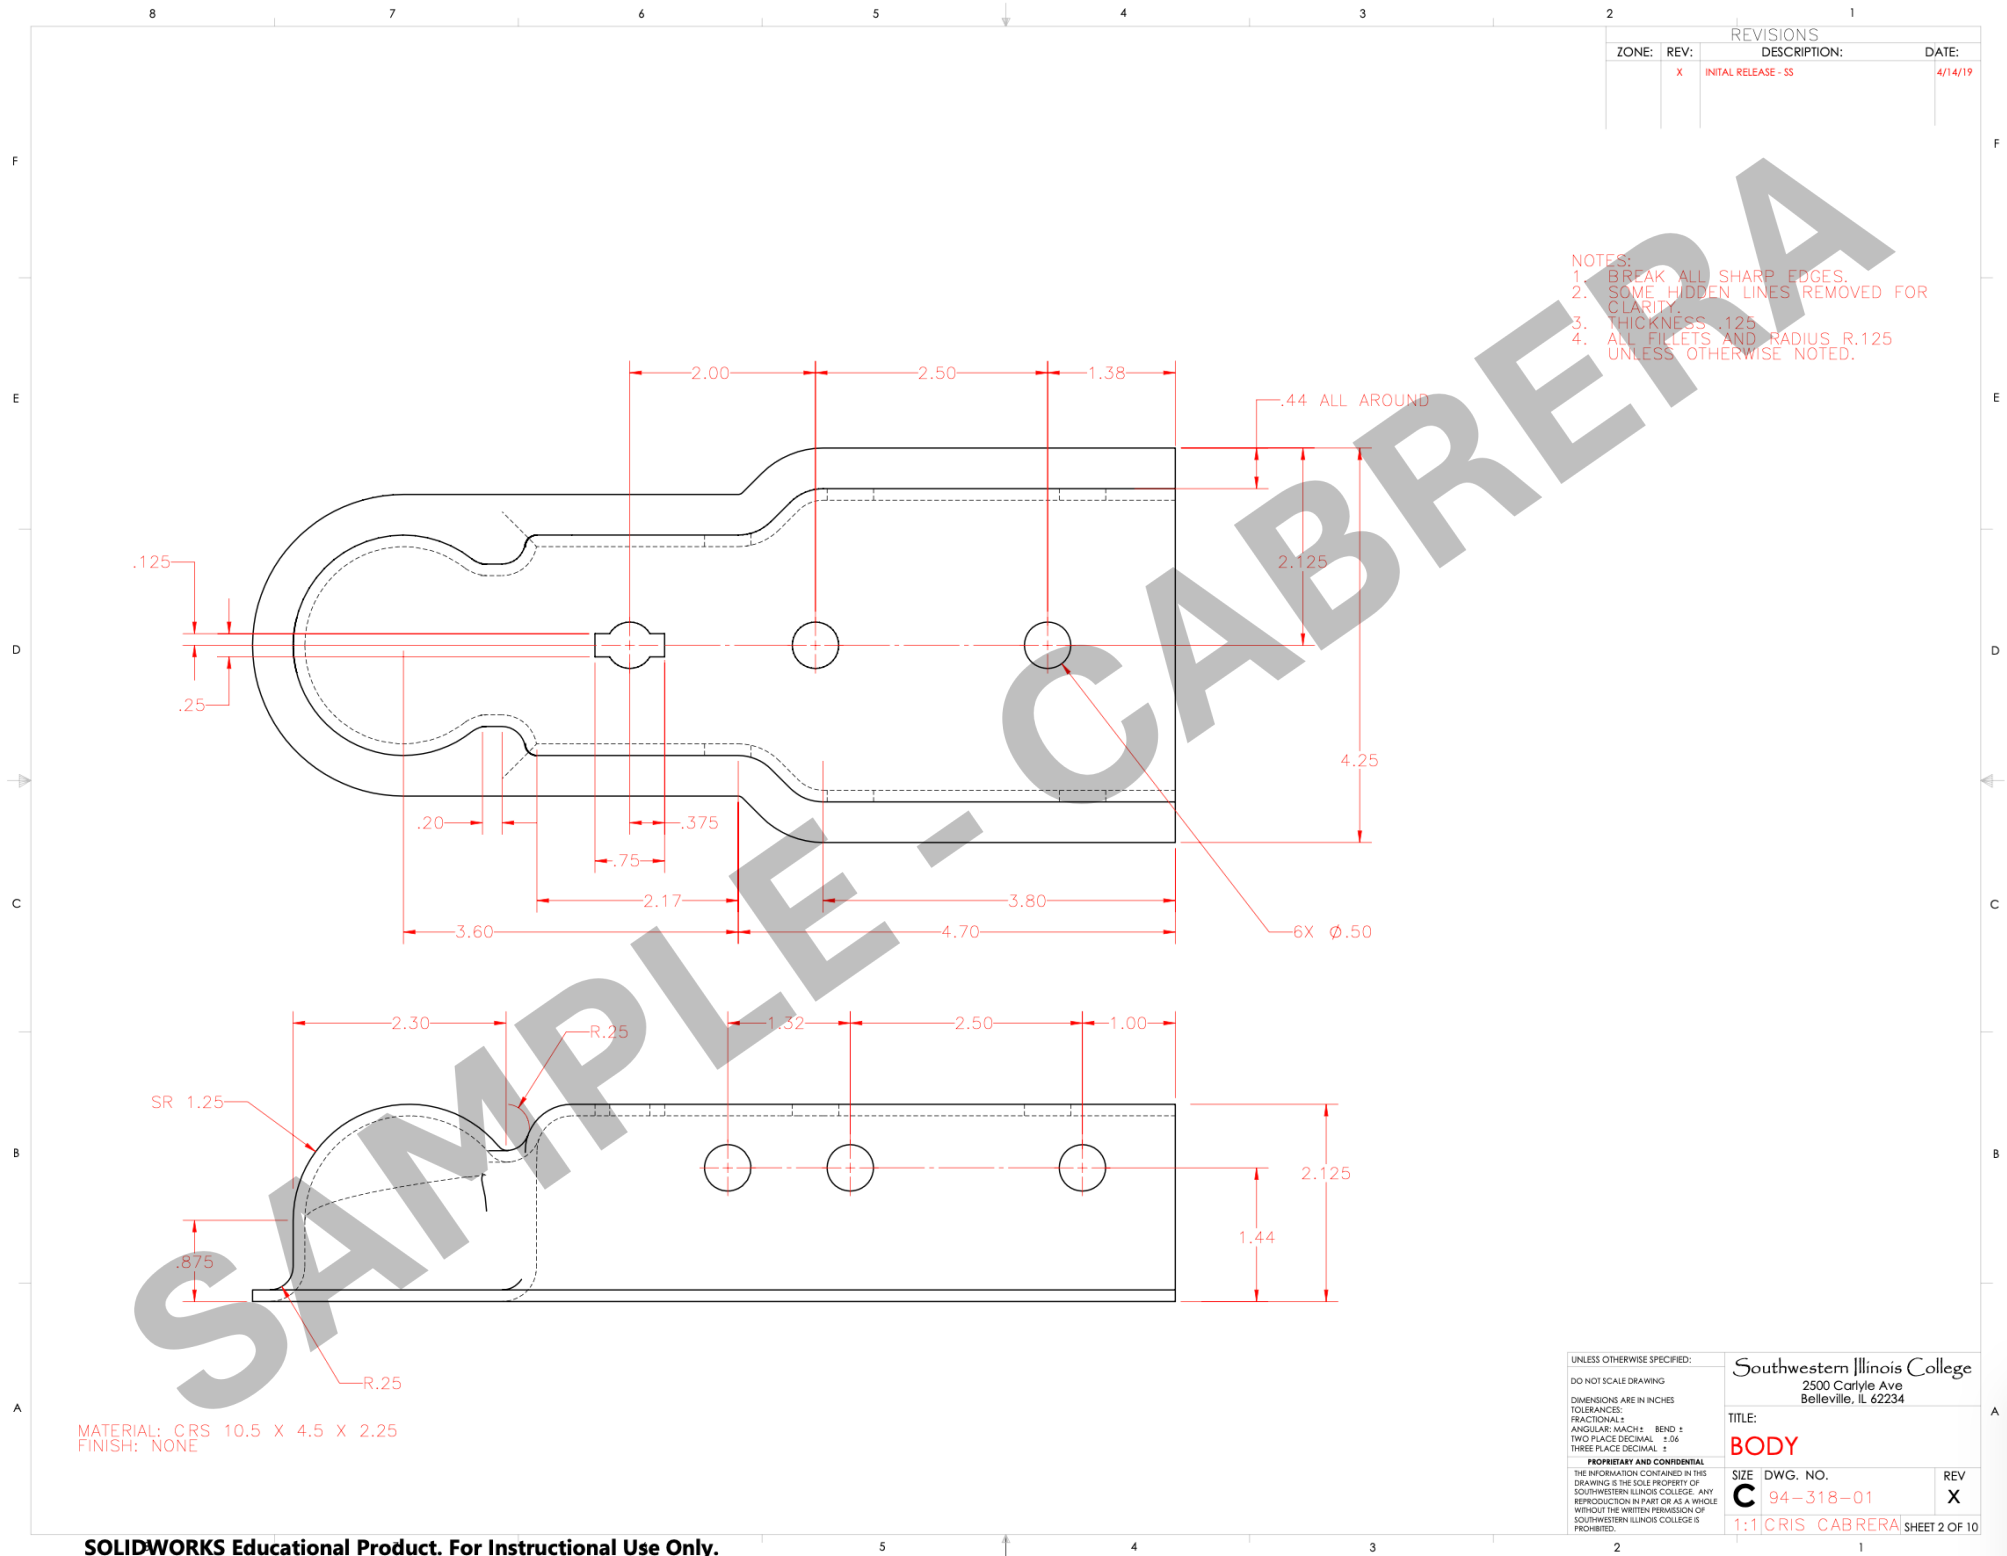 8 7 6 5 4 3 2 1
REVISIONS
ZONE: REV: DESCRIPTION: DATE:
X INITAL RELEASE - SS 4/14/19
F F
NOTES:
1. BREAK ALL SHARP EDGES.
2. SOME HIDDEN LINES REMOVED FOR
CLARITY.
3. THICKNESS .125
4. ALL FILLETS AND RADIUS R.125
UNLESS OTHERWISE NOTED.
2.00 2.50 1.38
E .44 ALL AROUND E
.125 2.125
D D
.25
4.25
.20 .375
.75
C 2.17 3.80 C
3.60 4.70 6X Ø.50
SAMPLE - CABRERA
2.30 R.25 1.32 2.50 1.00
SR 1.25
B 2.125 B
1.44
.875
R.25
A A
MATERIAL: CRS 10.5 X 4.5 X 2.25
FINISH: NONE
UNLESS OTHERWISE SPECIFIED:
DO NOT SCALE DRAWING
DIMENSIONS ARE IN INCHES
TOLERANCES:
FRACTIONAL ±
ANGULAR: MACH ± BEND ±
TWO PLACE DECIMAL ±.06
THREE PLACE DECIMAL ±
PROPRIETARY AND CONFIDENTIAL
THE INFORMATION CONTAINED IN THIS
DRAWING IS THE SOLE PROPERTY OF
SOUTHWESTERN ILLINOIS COLLEGE. ANY
REPRODUCTION IN PART OR AS A WHOLE
WITHOUT THE WRITTEN PERMISSION OF
SOUTHWESTERN ILLINOIS COLLEGE IS
PROHIBITED.
Southwestern Illinois College
2500 Carlyle Ave
Belleville, IL 62234
TITLE:
BODY
SIZE DWG. NO. REV
C 94-318-01 X
1:1 CRIS CABRERA SHEET 2 OF 10
SOLIDWORKS Educational Product. For Instructional Use Only.
5 4 3 2 1